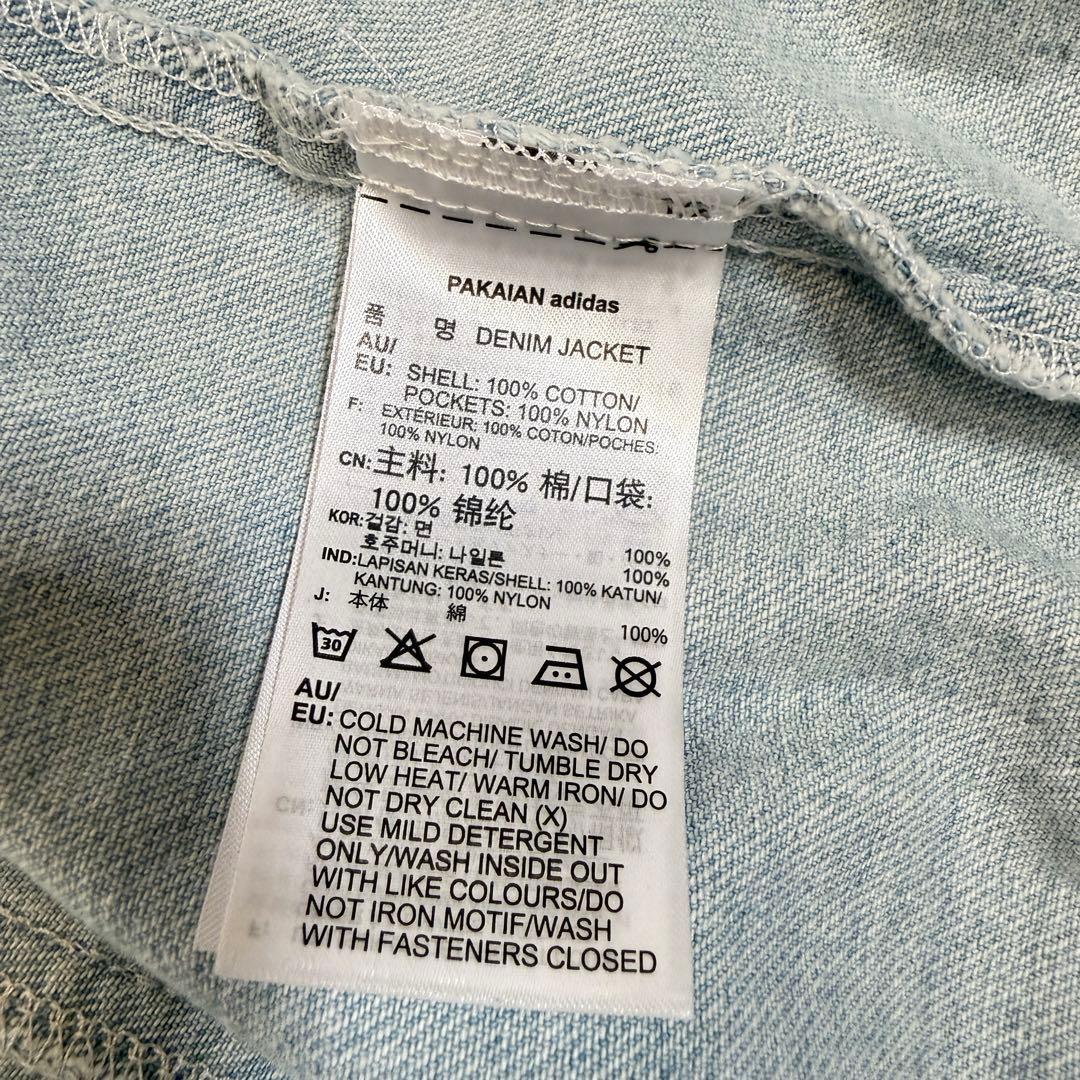 PAKAIAN adidas
품 명 DENIM JACKET
AU/
EU: SHELL: 100% COTTON/
POCKETS: 100% NYLON
F: EXTÉRIEUR: 100% COTON/POCHES:
100% NYLON
CN: 主料: 100% 棉/口袋:
100% 锦纶
KOR: 겉감: 면 100%
호주머니: 나일론 100%
IND: LAPISAN KERAS/SHELL: 100% KATUN/
KANTUNG: 100% NYLON
J: 本体 綿 100%
30
AU/
EU: COLD MACHINE WASH/ DO
NOT BLEACH/ TUMBLE DRY
LOW HEAT/ WARM IRON/ DO
NOT DRY CLEAN (X)
USE MILD DETERGENT
ONLY/WASH INSIDE OUT
WITH LIKE COLOURS/DO
NOT IRON MOTIF/WASH
WITH FASTENERS CLOSED